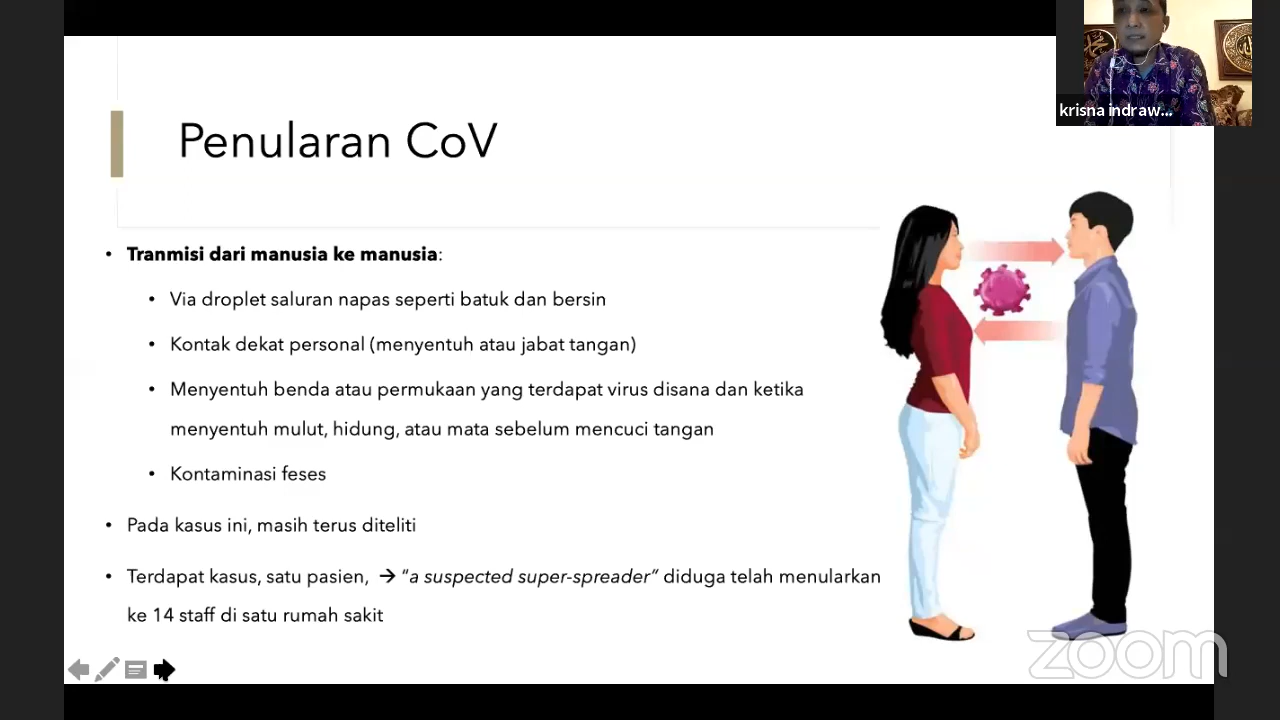 krisna indraw...
Penularan CoV
• Tranmisi dari manusia ke manusia:
• Via droplet saluran napas seperti batuk dan bersin
• Kontak dekat personal (menyentuh atau jabat tangan)
• Menyentuh benda atau permukaan yang terdapat virus disana dan ketika
menyentuh mulut, hidung, atau mata sebelum mencuci tangan
• Kontaminasi feses
• Pada kasus ini, masih terus diteliti
• Terdapat kasus, satu pasien, → “a suspected super-spreader” diduga telah menularkan
ke 14 staff di satu rumah sakit
zoom